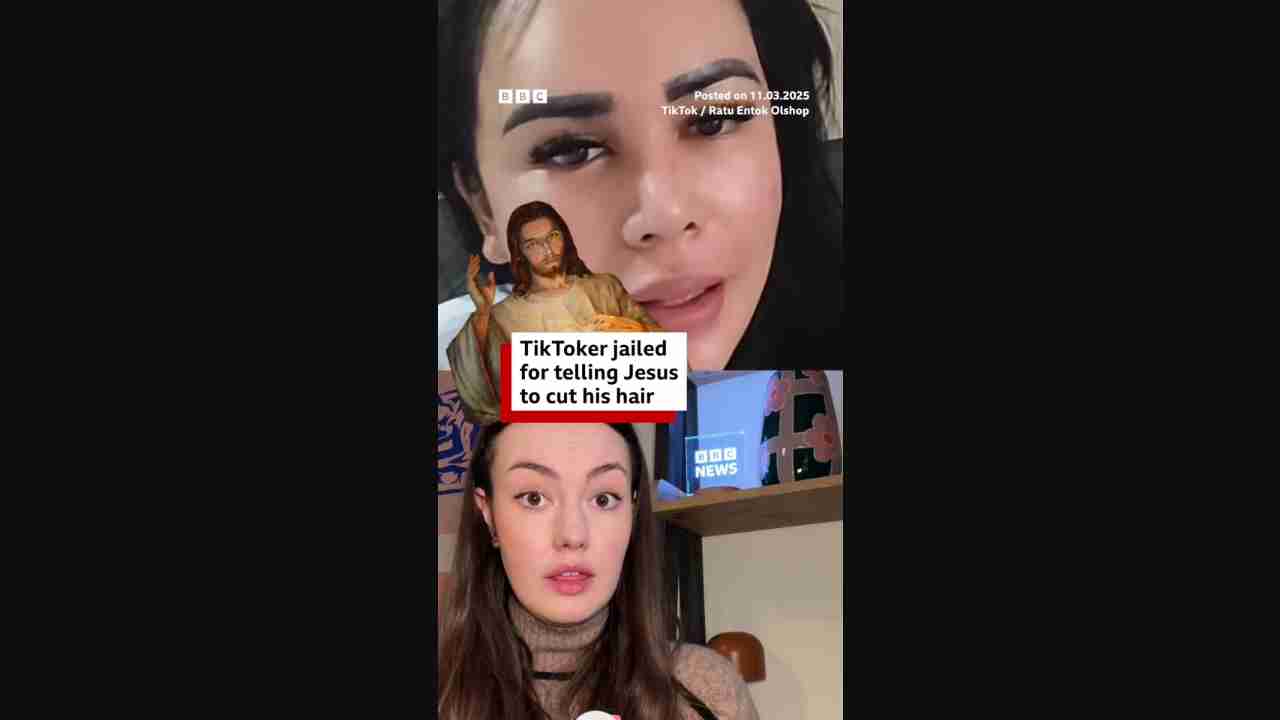 BBC
Posted on 11.03.2025
TikTok / Ratu Entok Olshop
TikToker jailed
for telling Jesus
to cut his hair
BBC
NEWS